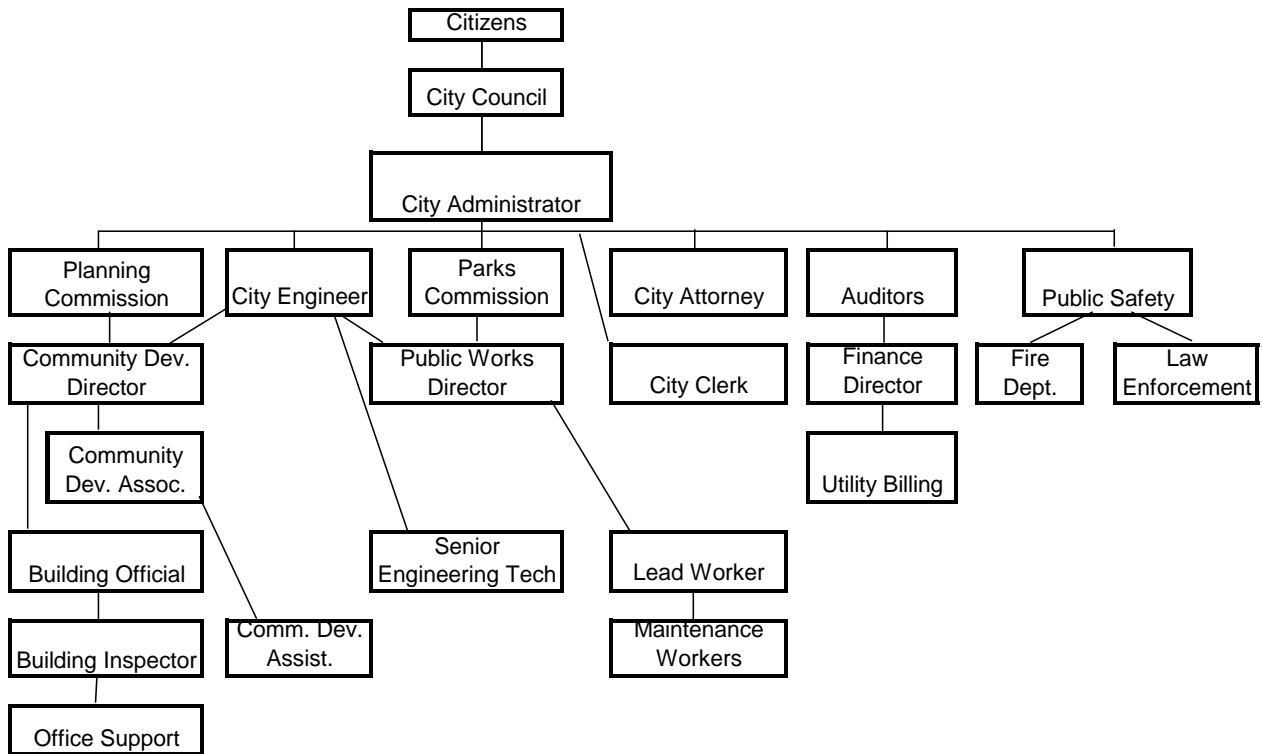 Citizens
City Council
City Administrator
Planning
Commission
City Engineer
Parks
Commission
City Attorney
Auditors
Public Safety
Community Dev.
Director
Public Works
Director
City Clerk
Finance
Director
Fire
Dept.
Law
Enforcement
Community
Dev. Assoc.
Utility Billing
Building Official
Senior
Engineering Tech
Lead Worker
Building Inspector
Comm. Dev.
Assist.
Maintenance
Workers
Office Support